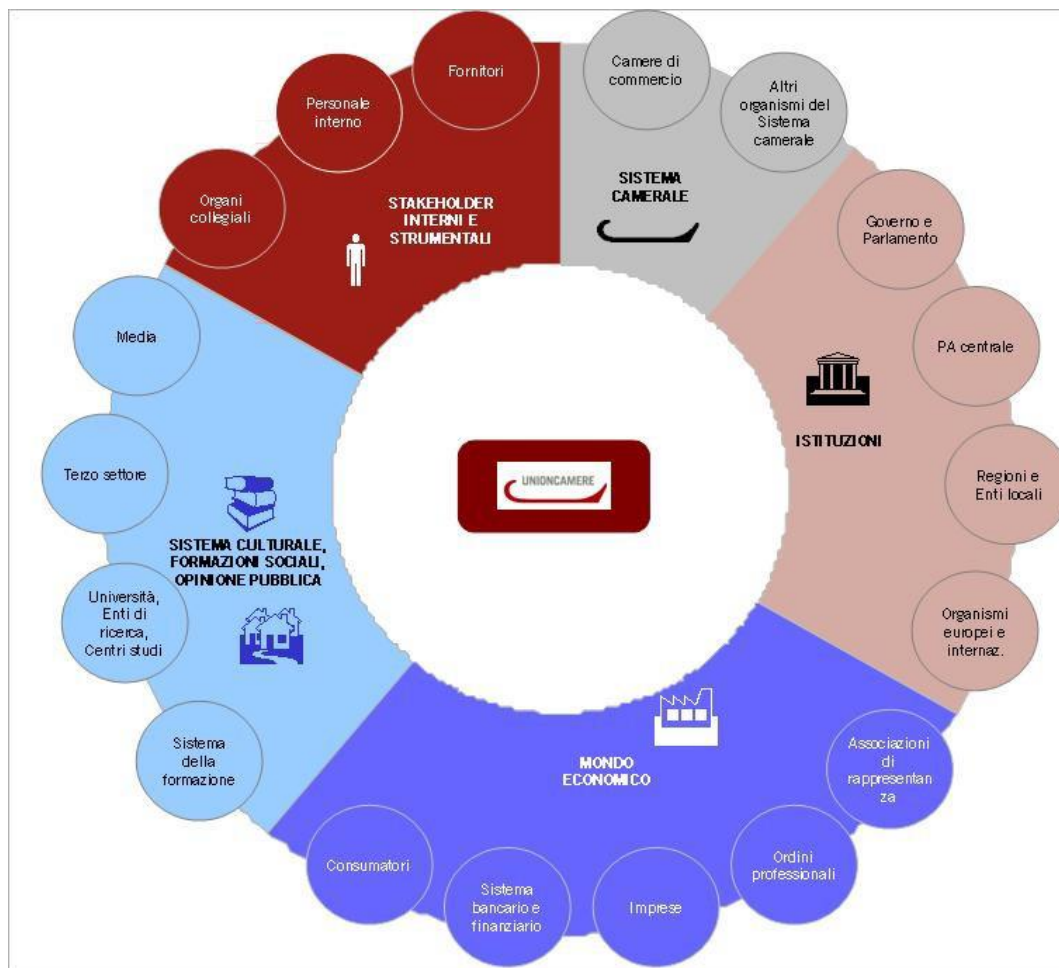 Fornitori
Camere di
commercio
Altri
organismi del
Sistema
camerale
Personale
interno
Organi
collegiali
STAKEHOLDER
INTERNI E
STRUMENTALI
SISTEMA
CAMERALE
Governo e
Parlamento
PA centrale
ISTITUZIONI
Regioni e
Enti locali
Organismi
europei e
internaz.
Media
Terzo settore
SISTEMA CULTURALE,
FORMAZIONI SOCIALI,
OPINIONE PUBBLICA
Università,
Enti di
ricerca,
Centri studi
Sistema
della
formazione
UNIONCAMERE
MONDO
ECONOMICO
Associazioni
di
rappresentan
za
Ordini
professionali
Imprese
Sistema
bancario e
finanziario
Consumatori